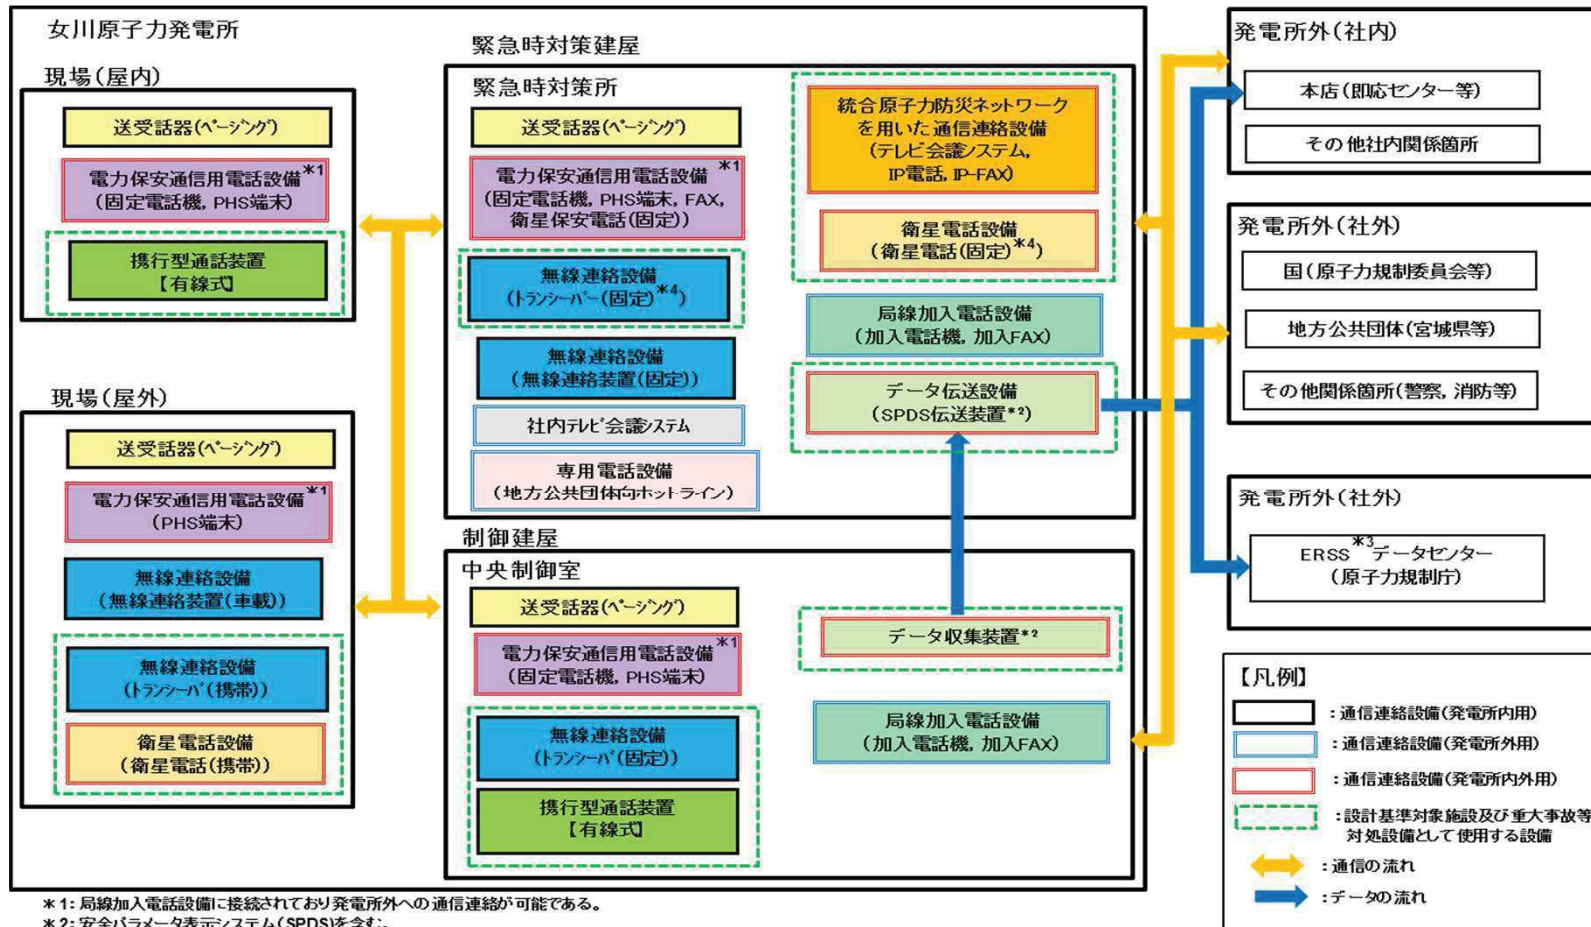 女川原子力発電所
現場(屋内)
送受話器(ページング)
電力保安通信用電話設備*1
(固定電話機, PHS端末)
携行型通話装置
【有線式】
現場(屋外)
送受話器(ページング)
電力保安通信用電話設備*1
(PHS端末)
無線連絡設備
(無線連絡装置(車載))
無線連絡設備
(トランシーバ(携帯))
衛星電話設備
(衛星電話(携帯))
緊急時対策建屋
緊急時対策所
送受話器(ページング)
電力保安通信用電話設備*1
(固定電話機, PHS端末, FAX,
衛星保安電話(固定))
無線連絡設備
(トランシーバー(固定)*4)
無線連絡設備
(無線連絡装置(固定))
社内テレビ会議システム
専用電話設備
(地方公共団体向ホットライン)
統合原子力防災ネットワーク
を用いた通信連絡設備
(テレビ会議システム,
IP電話, IP-FAX)
衛星電話設備
(衛星電話(固定)*4)
局線加入電話設備
(加入電話機, 加入FAX)
データ伝送設備
(SPDS伝送装置*2)
制御建屋
中央制御室
送受話器(ページング)
電力保安通信用電話設備*1
(固定電話機, PHS端末)
無線連絡設備
(トランシーバ(固定))
携行型通話装置
【有線式】
データ収集装置*2
局線加入電話設備
(加入電話機, 加入FAX)
発電所外(社内)
本店(即応センター等)
その他社内関係箇所
発電所外(社外)
国(原子力規制委員会等)
地方公共団体(宮城県等)
その他関係箇所(警察, 消防等)
発電所外(社外)
ERSS*3データセンター
(原子力規制庁)
【凡例】
:通信連絡設備(発電所内用)
:通信連絡設備(発電所外用)
:通信連絡設備(発電所内外用)
:設計基準対象施設及び重大事故等
対処設備として使用する設備
:通信の流れ
:データの流れ
*1:局線加入電話設備に接続されており発電所外への通信連絡が可能である。
*2:安全パラメータ表示システム(SPDS)を含む。